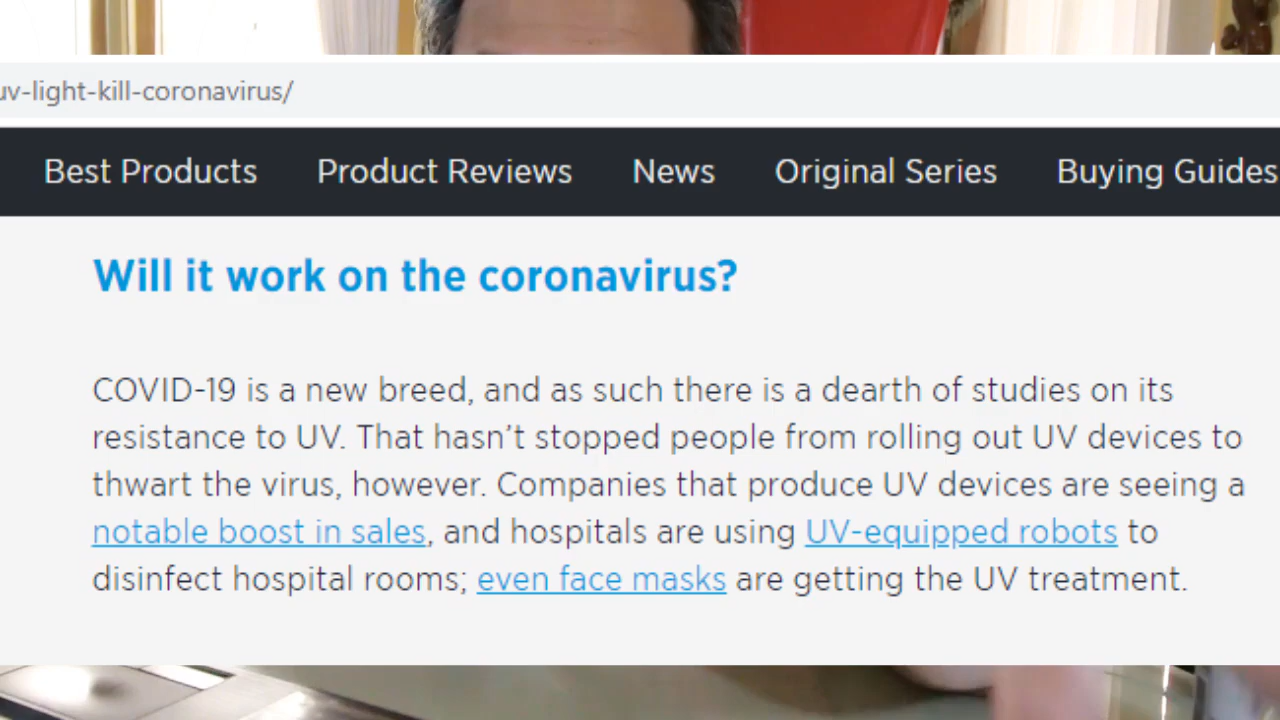 uv-light-kill-coronavirus/
Best Products Product Reviews News Original Series Buying Guides
Will it work on the coronavirus?
COVID-19 is a new breed, and as such there is a dearth of studies on its
resistance to UV. That hasn’t stopped people from rolling out UV devices to
thwart the virus, however. Companies that produce UV devices are seeing a
notable boost in sales, and hospitals are using UV-equipped robots to
disinfect hospital rooms; even face masks are getting the UV treatment.